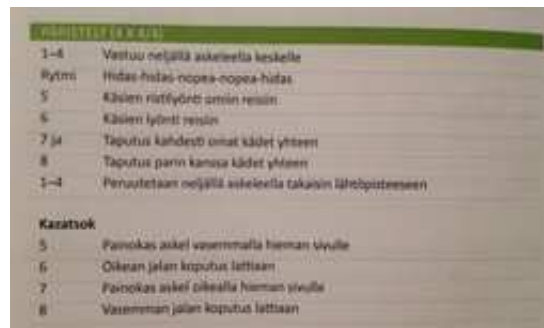 (4 X 4/4)
1–4 Vastuu neljällä askeleella keskelle
Rytmi Hidas-hidas-nopea-nopea-hidas
5 Käsien ristilyönti omiin reisiin
6 Käsien lyönti reisiin
7 ja Taputus kahdesti omat kädet yhteen
8 Taputus parin kanssa kädet yhteen
1–4 Peruutetaan neljällä askeleella takaisin lähtöpisteeseen
Kazatsok
5 Painokas askel vasemmalla hieman sivulle
6 Oikean jalan koputus lattiaan
7 Painokas askel oikealla hieman sivulle
8 Vasemman jalan koputus lattiaan